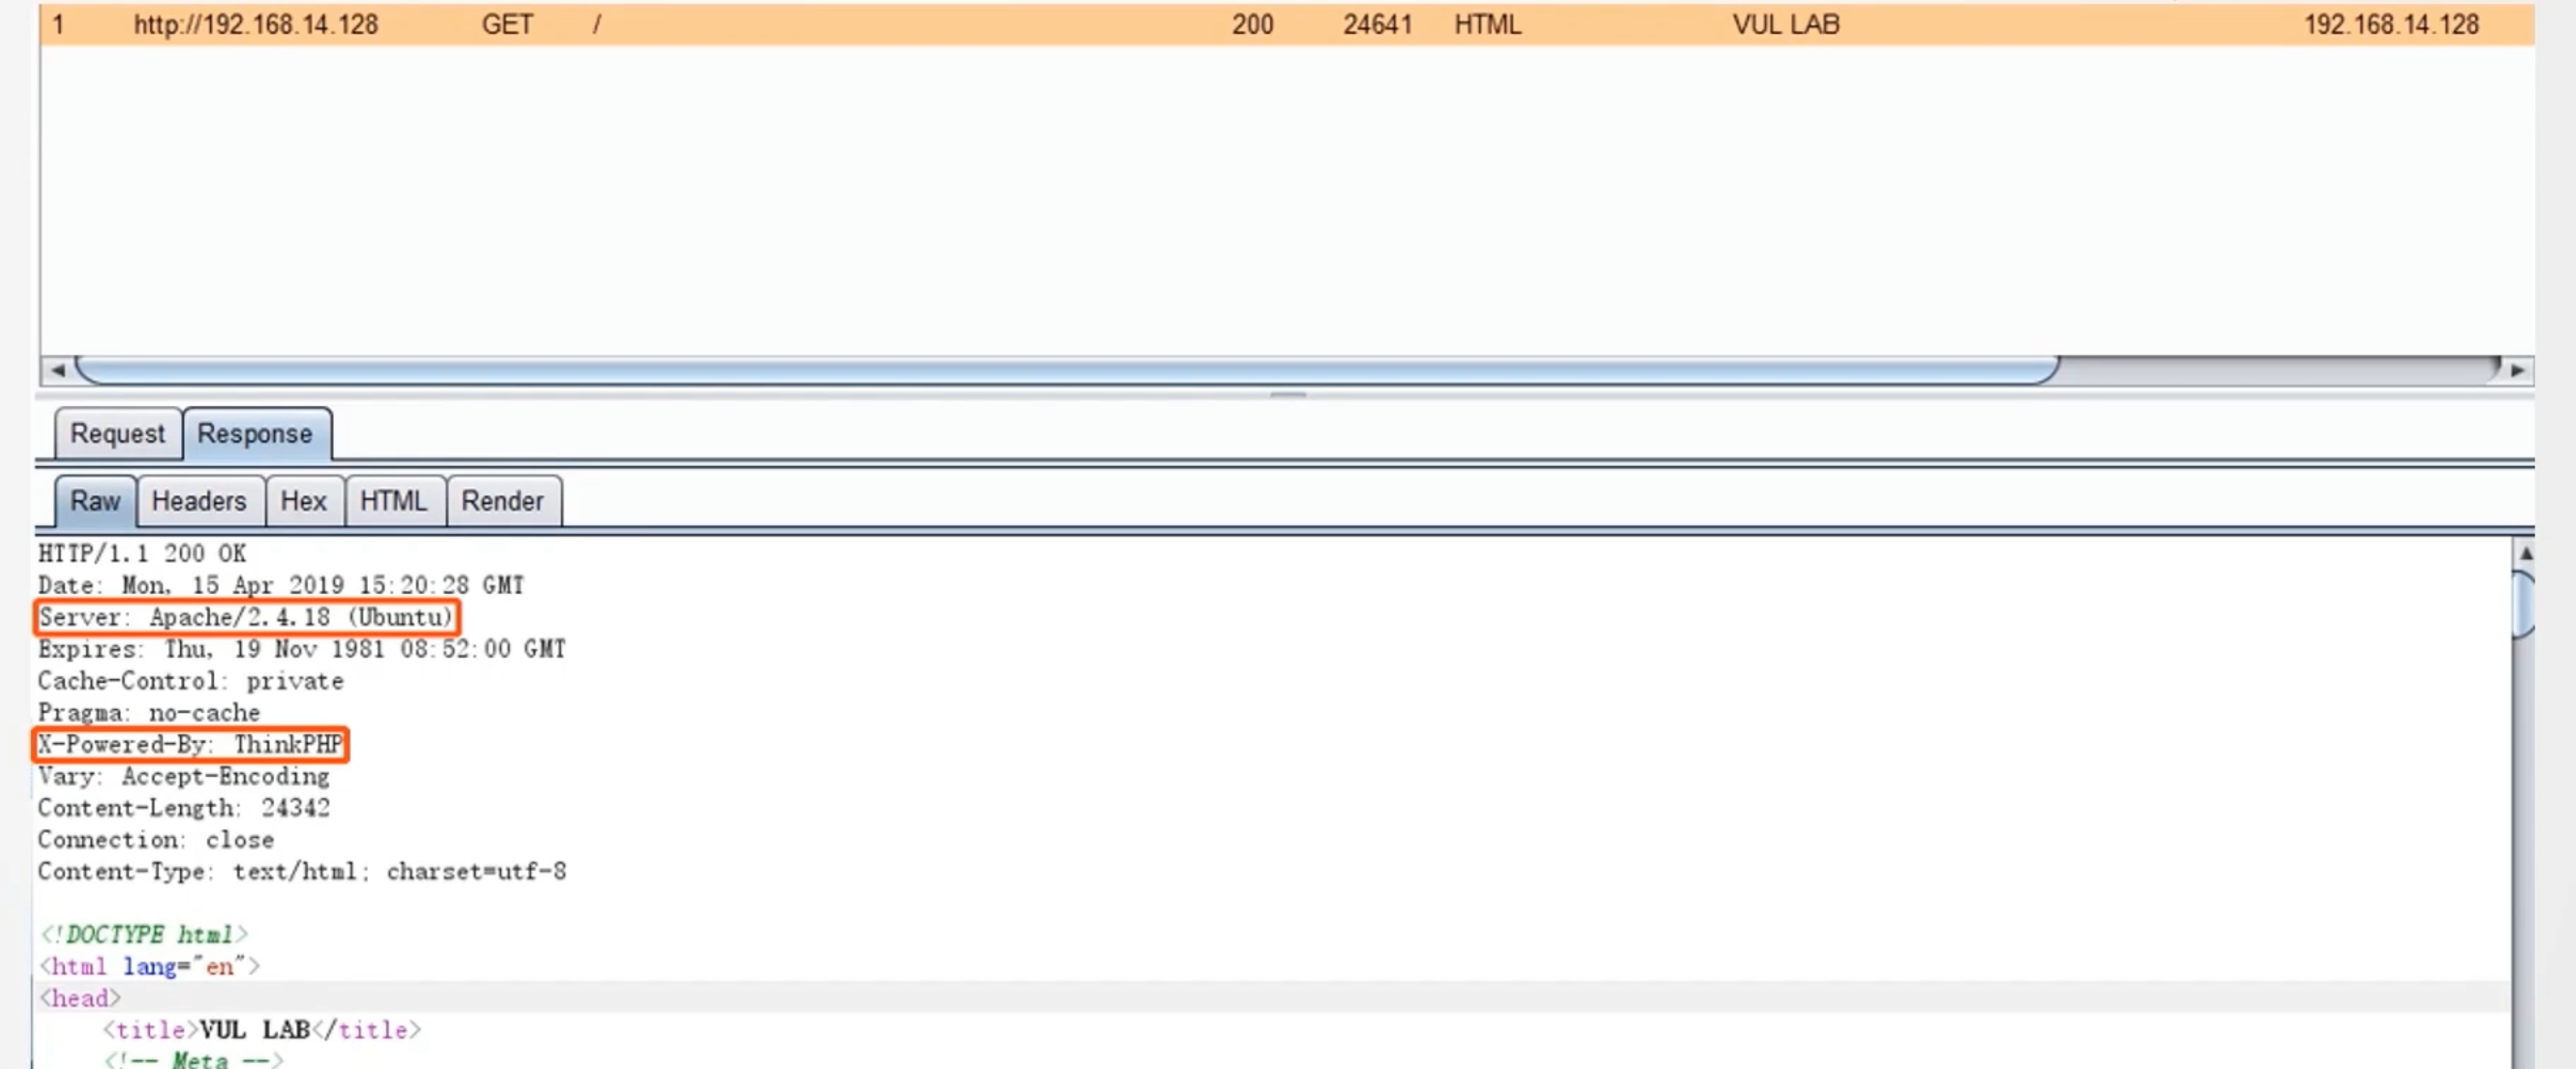 1 http://192.168.14.128 GET / 200 24641 HTML VUL LAB 192.168.14.128
Request Response
Raw Headers Hex HTML Render
HTTP/1.1 200 OK
Date: Mon, 15 Apr 2019 15:20:28 GMT
Server: Apache/2.4.18 (Ubuntu)
Expires: Thu, 19 Nov 1981 08:52:00 GMT
Cache-Control: private
Pragma: no-cache
X-Powered-By: ThinkPHP
Vary: Accept-Encoding
Content-Length: 24342
Connection: close
Content-Type: text/html; charset=utf-8
<!DOCTYPE html>
<html lang="en">
<head>
<title>VUL LAB</title>
<!-- Meta -->